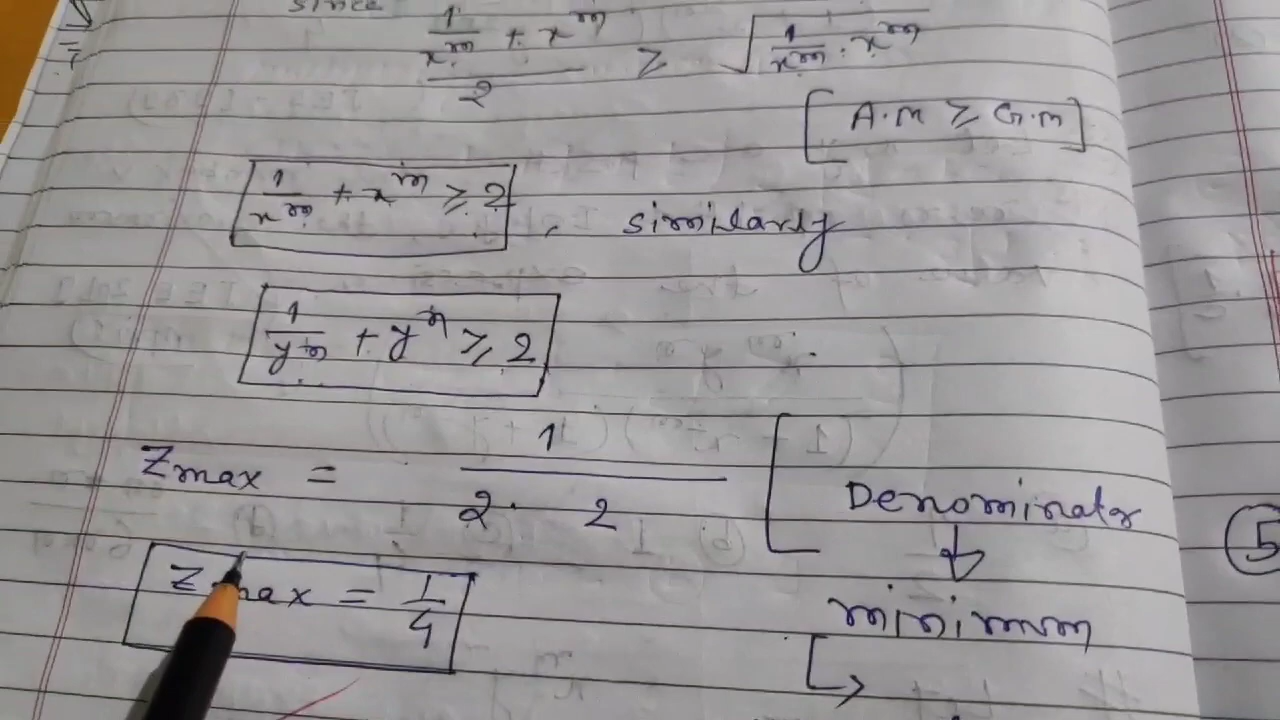 since
1/x^m + x^m / 2 ≥ √(1/x^m · x^m)
[A.M ≥ G.M]
1/x^m + x^m ≥ 2, similarly
1/y^n + y^n ≥ 2
Zmax = 1 / 2 · 2 [Denominator
↓
minimum
Zmax = 1/4
5